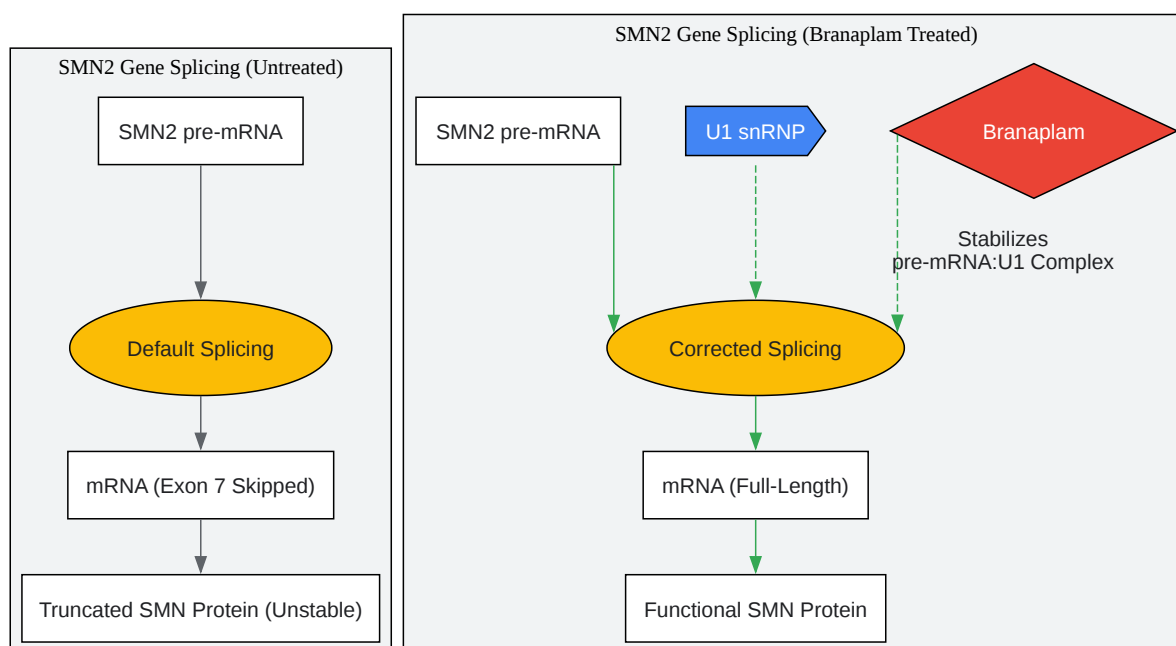 SMN2 Gene Splicing (Untreated)
SMN2 pre-mRNA
Default Splicing
mRNA (Exon 7 Skipped)
Truncated SMN Protein (Unstable)
SMN2 Gene Splicing (Branaplam Treated)
SMN2 pre-mRNA
U1 snRNP
Branaplam
Stabilizes
pre-mRNA:U1 Complex
Corrected Splicing
mRNA (Full-Length)
Functional SMN Protein